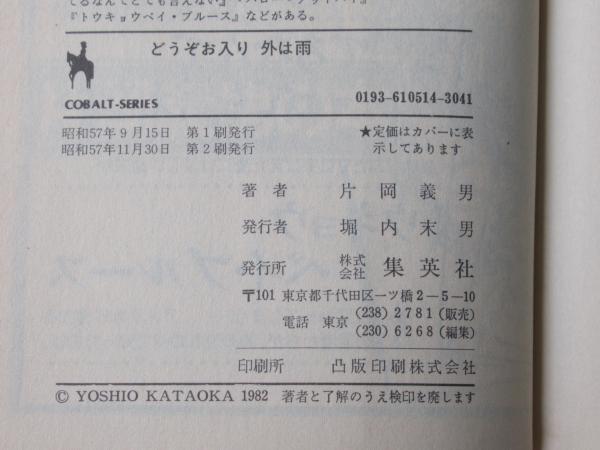 『トウキョウベイ・ブルース』などがある。
どうぞお入り 外は雨
COBALT-SERIES 0193-610514-3041
昭和57年9月15日 第1刷発行
昭和57年11月30日 第2刷発行
★定価はカバーに表
示してあります
著者 片岡義男
発行者 堀内末男
発行所 株式会社 集英社
〒101 東京都千代田区一ツ橋2―5―10
電話 東京 (238)2781(販売)
(230)6268(編集)
印刷所 凸版印刷株式会社
© YOSHIO KATAOKA 1982 著者と了解のうえ検印を廃します